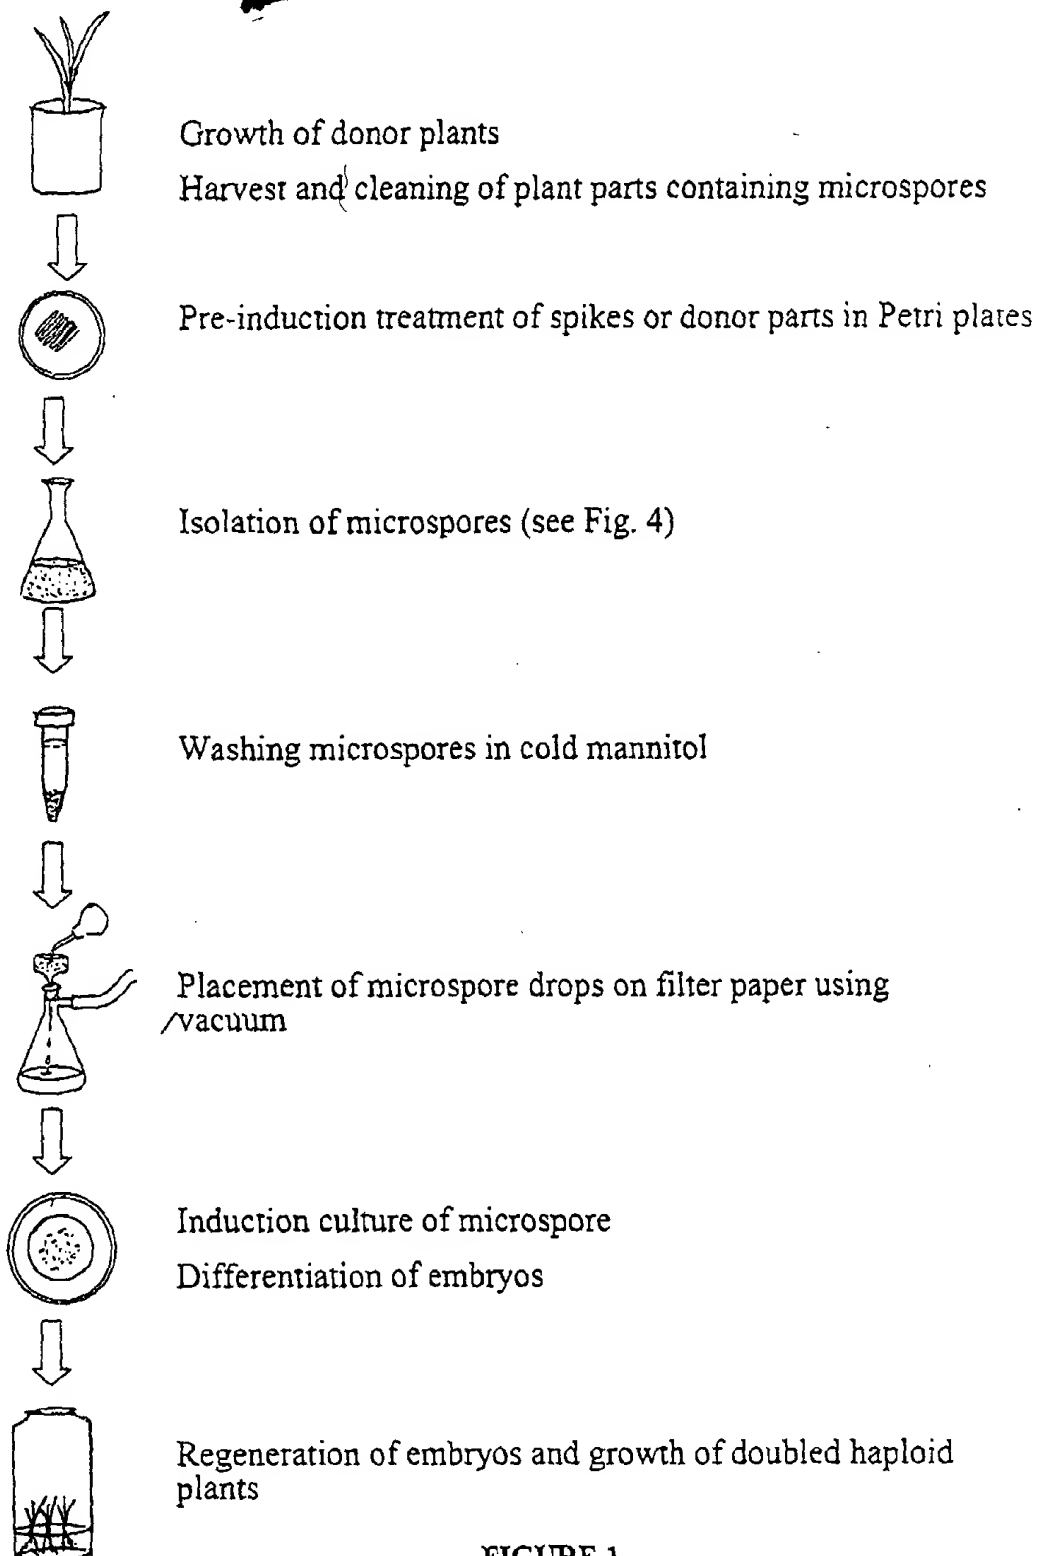 Growth of donor plants
Harvest and cleaning of plant parts containing microspores
Pre-induction treatment of spikes or donor parts in Petri plates
Isolation of microspores (see Fig. 4)
Washing microspores in cold mannitol
Placement of microspore drops on filter paper using
vacuum
Induction culture of microspore
Differentiation of embryos
Regeneration of embryos and growth of doubled haploid
plants
FIGURE 1